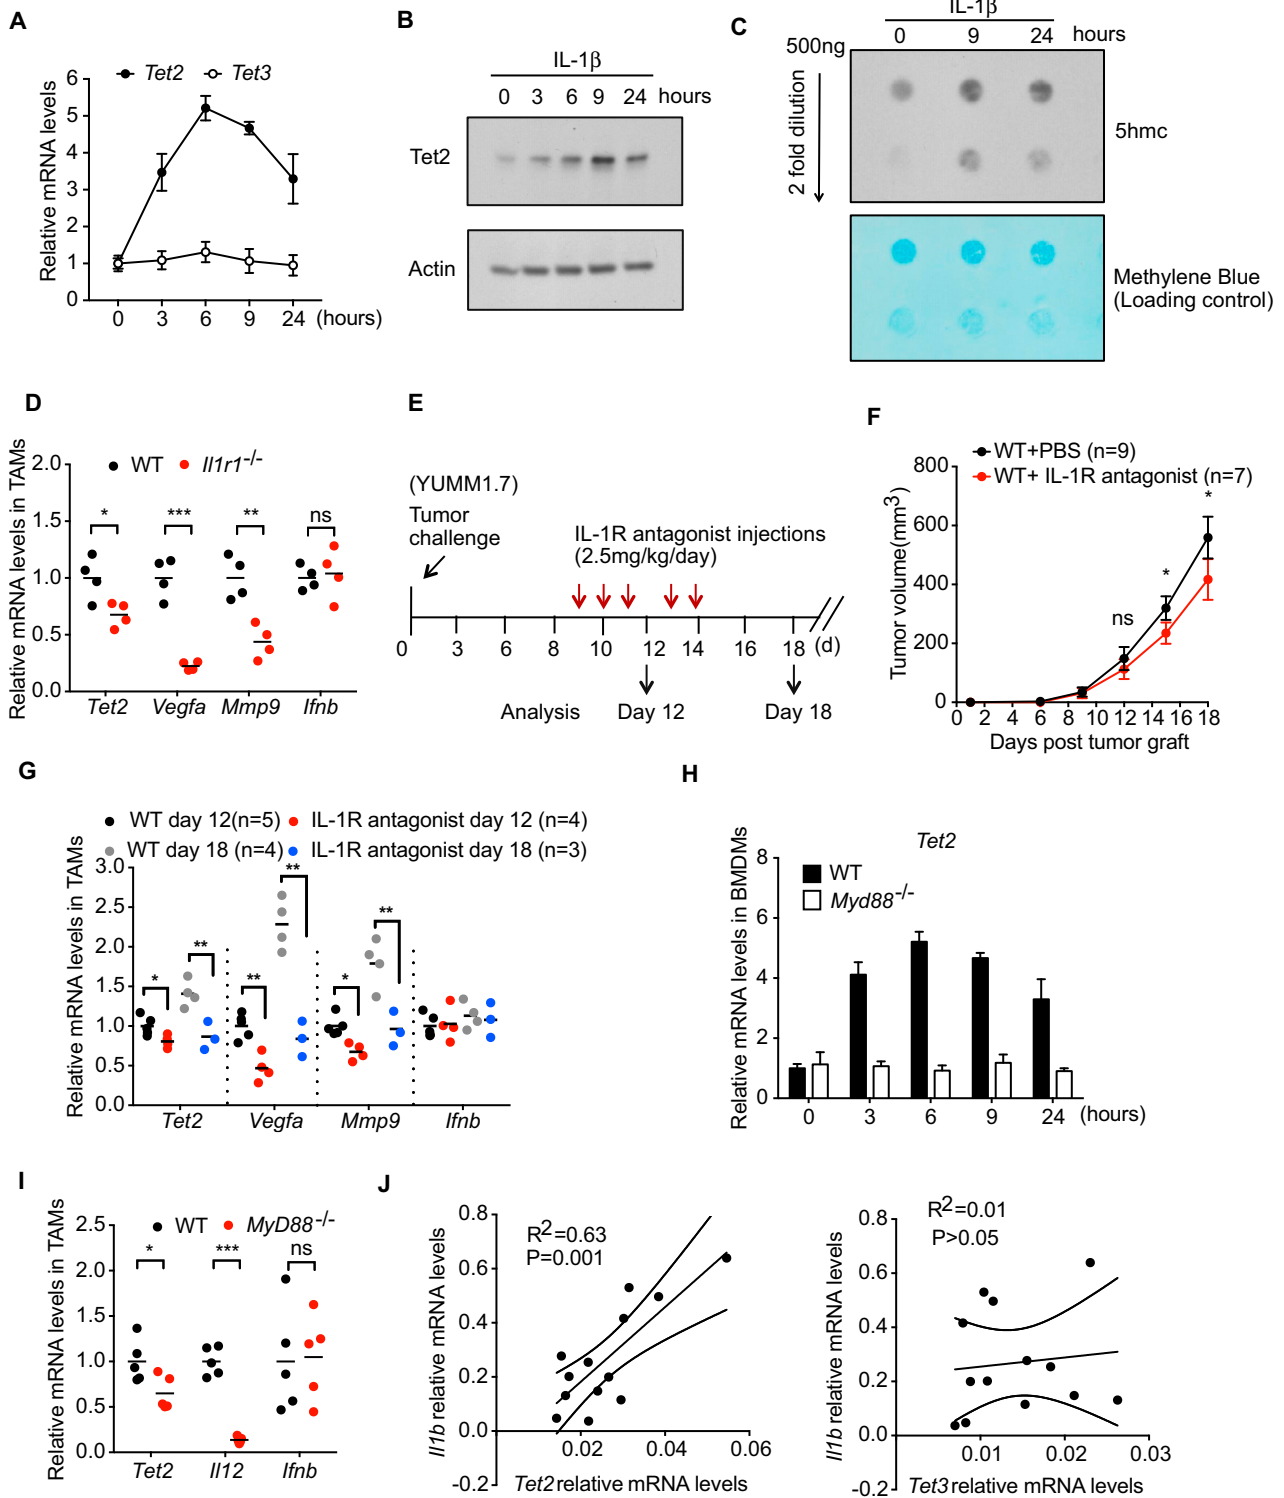 A
Tet2 Tet3
Relative mRNA levels
6
5
4
3
2
1
0
0 3 6 9 24 (hours)
B
IL-1β
0 3 6 9 24 hours
Tet2
Actin
C
IL-1β
0 9 24 hours
500ng
2 fold dilution
5hmc
Methylene Blue
(Loading control)
D
WT Il1r1-/-
Relative mRNA levels in TAMs
2.0
1.5
1.0
0.5
0.0
* *** ** ns
Tet2 Vegfa Mmp9 Ifnb
E
(YUMM1.7)
Tumor
challenge
IL-1R antagonist injections
(2.5mg/kg/day)
0 3 6 8 10 12 14 16 18 (d)
Analysis Day 12 Day 18
F
WT+PBS (n=9)
WT+ IL-1R antagonist (n=7)
Tumor volume(mm3)
800
600
400
200
0
ns * *
0 2 4 6 8 10 12 14 16 18
Days post tumor graft
G
WT day 12(n=5) IL-1R antagonist day 12 (n=4)
WT day 18 (n=4) IL-1R antagonist day 18 (n=3)
Relative mRNA levels in TAMs
3.0
2.5
2.0
1.5
1.0
0.5
0.0
* ** ** ** * **
Tet2 Vegfa Mmp9 Ifnb
H
Tet2
WT
Myd88-/-
Relative mRNA levels in BMDMs
8
6
4
2
0
0 3 6 9 24 (hours)
I
WT MyD88-/-
Relative mRNA levels in TAMs
2.5
2.0
1.5
1.0
0.5
0.0
* *** ns
Tet2 Il12 Ifnb
J
R2=0.63
P=0.001
Il1b relative mRNA levels
0.8
0.6
0.4
0.2
0.0
-0.2
0.02 0.04 0.06
Tet2 relative mRNA levels
R2=0.01
P>0.05
Il1b relative mRNA levels
0.8
0.6
0.4
0.2
0.0
-0.2
0.01 0.02 0.03
Tet3 relative mRNA levels